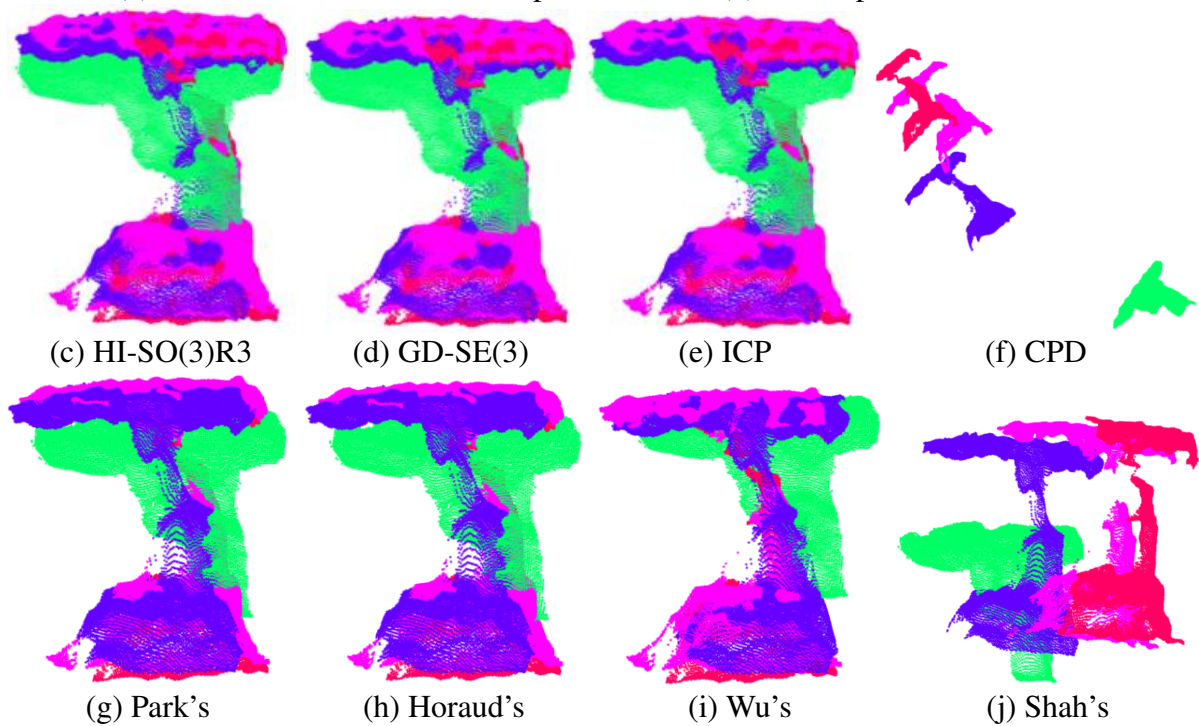 (c) HI-SO(3)R3 (d) GD-SE(3) (e) ICP (f) CPD
(g) Park's (h) Horaud's (i) Wu's (j) Shah's